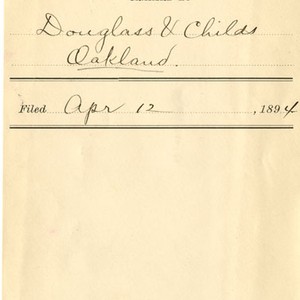 Douglass & Childs
Oakland.
Filed Apr 12 , 1894